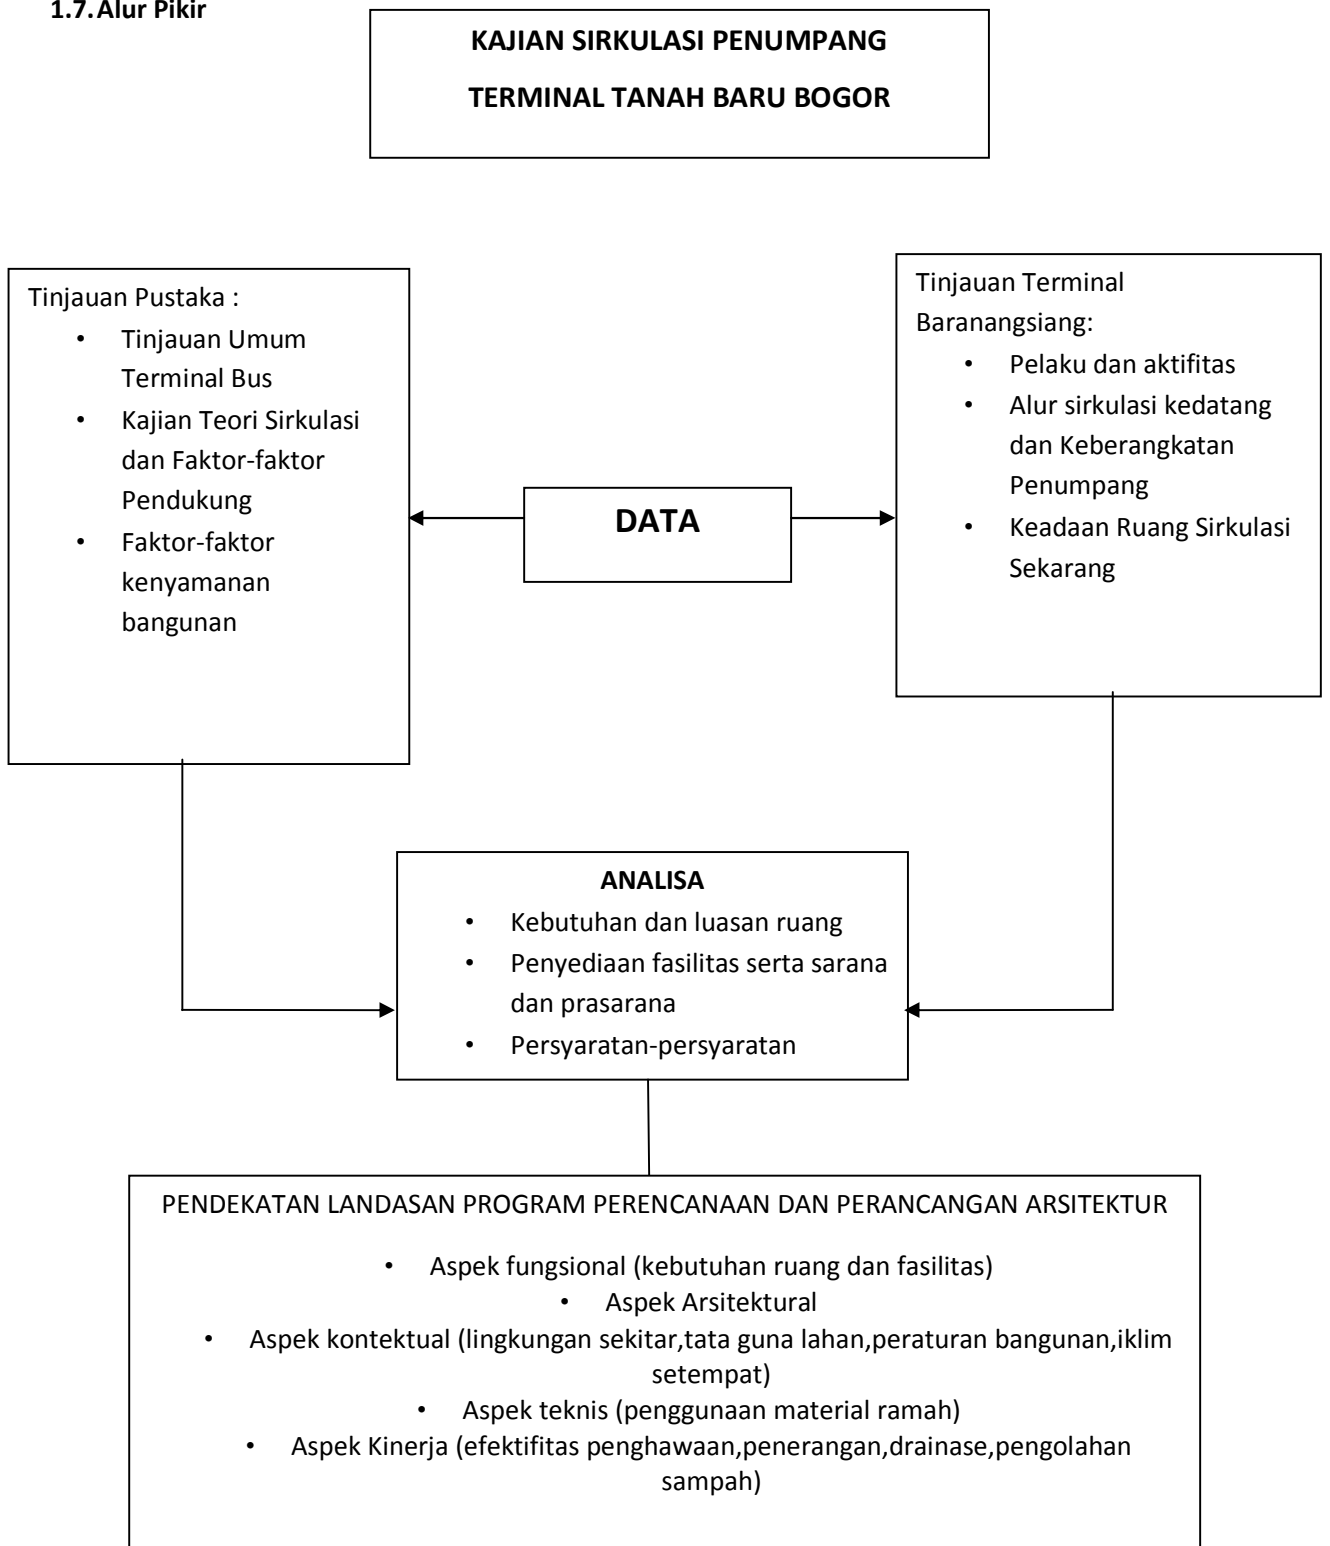 1.7. Alur Pikir
KAJIAN SIRKULASI PENUMPANG
TERMINAL TANAH BARU BOGOR
Tinjauan Pustaka :
• Tinjauan Umum
Terminal Bus
• Kajian Teori Sirkulasi
dan Faktor-faktor
Pendukung
• Faktor-faktor
kenyamanan
bangunan
DATA
Tinjauan Terminal
Baranangsiang:
• Pelaku dan aktifitas
• Alur sirkulasi kedatang
dan Keberangkatan
Penumpang
• Keadaan Ruang Sirkulasi
Sekarang
ANALISA
• Kebutuhan dan luasan ruang
• Penyediaan fasilitas serta sarana
dan prasarana
• Persyaratan-persyaratan
PENDEKATAN LANDASAN PROGRAM PERENCANAAN DAN PERANCANGAN ARSITEKTUR
• Aspek fungsional (kebutuhan ruang dan fasilitas)
• Aspek Arsitektural
• Aspek kontektual (lingkungan sekitar,tata guna lahan,peraturan bangunan,iklim
setempat)
• Aspek teknis (penggunaan material ramah)
• Aspek Kinerja (efektifitas penghawaan,penerangan,drainase,pengolahan
sampah)